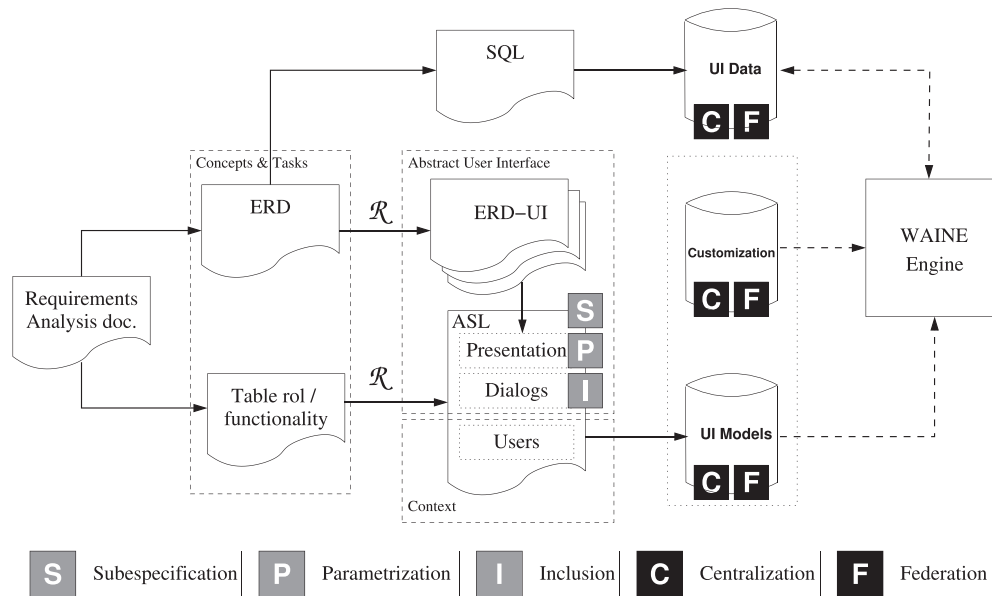 SQL
UI Data
C F
Concepts & Tasks
Abstract User Interface
ERD
R
ERD–UI
Customization
C F
WAINE
Engine
Requirements
Analysis doc.
ASL
S
Presentation
P
Dialogs
I
Table rol /
functionality
R
Users
UI Models
C F
Context
S Subespecification
P Parametrization
I Inclusion
C Centralization
F Federation